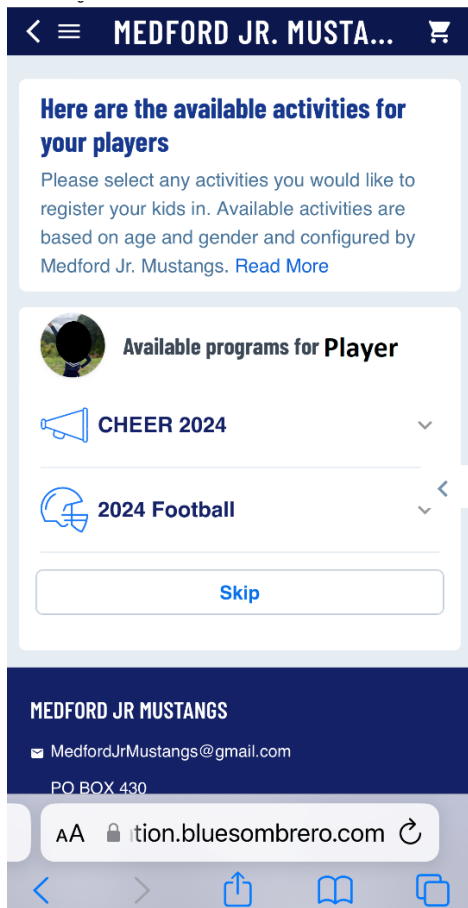 MEDFORD JR. MUSTA...
Here are the available activities for
your players
Please select any activities you would like to
register your kids in. Available activities are
based on age and gender and configured by
Medford Jr. Mustangs. Read More
Available programs for Player
CHEER 2024
2024 Football
Skip
MEDFORD JR MUSTANGS
MedfordJrMustangs@gmail.com
PO BOX 430
AA tion.bluesombrero.com